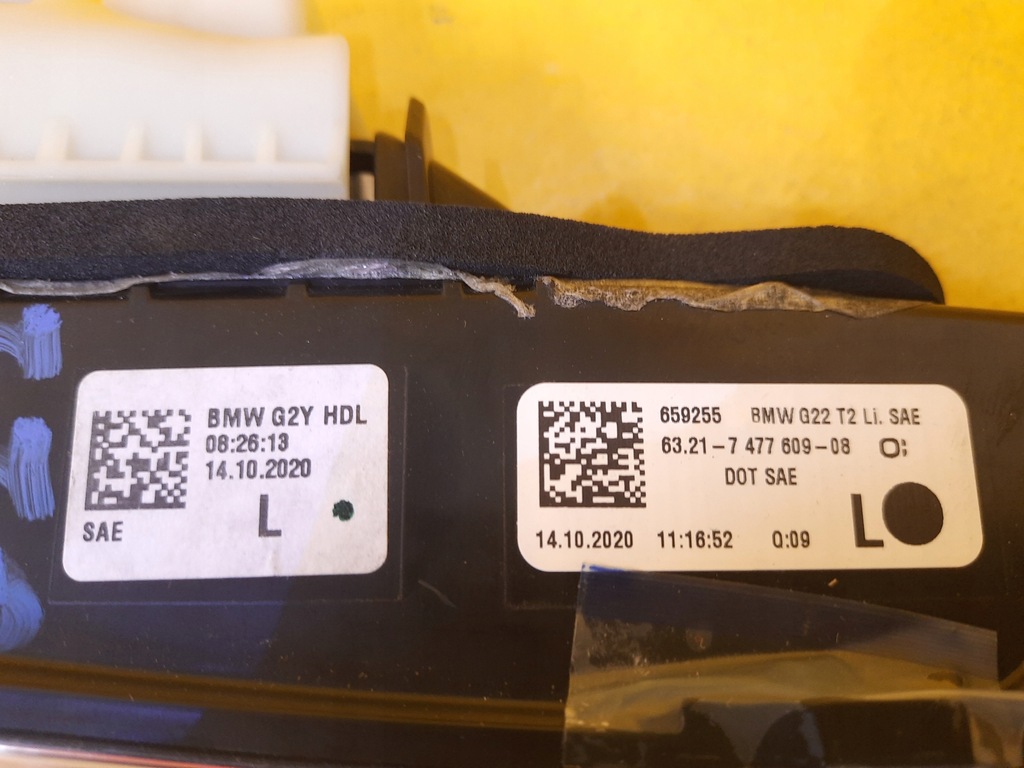 BMW G2Y HDL
08:26:13
14.10.2020
SAE
L
659255 BMW G22 T2 Li. SAE
63.21-7 477 609-08 O;
DOT SAE
14.10.2020 11:16:52 Q:09
L